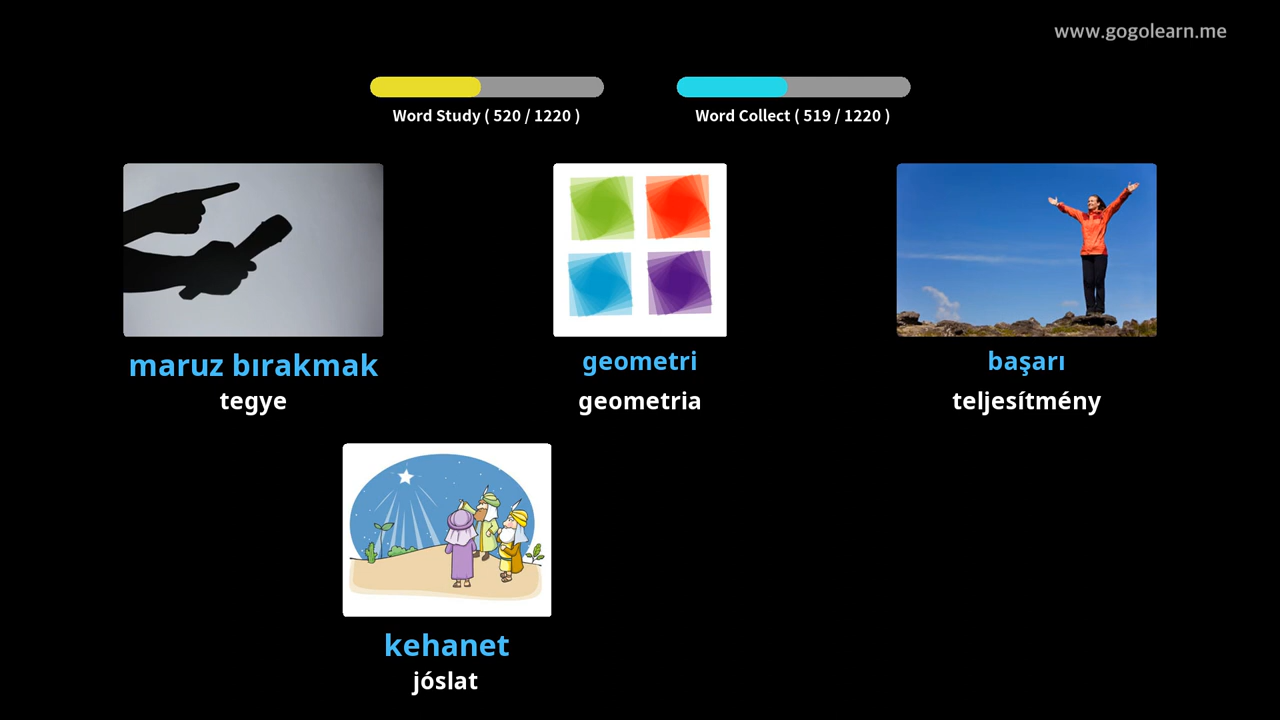 www.gogolearn.me
Word Study ( 520 / 1220 )
Word Collect ( 519 / 1220 )
maruz bırakmak
tegye
geometri
geometria
başarı
teljesítmény
kehanet
jóslat